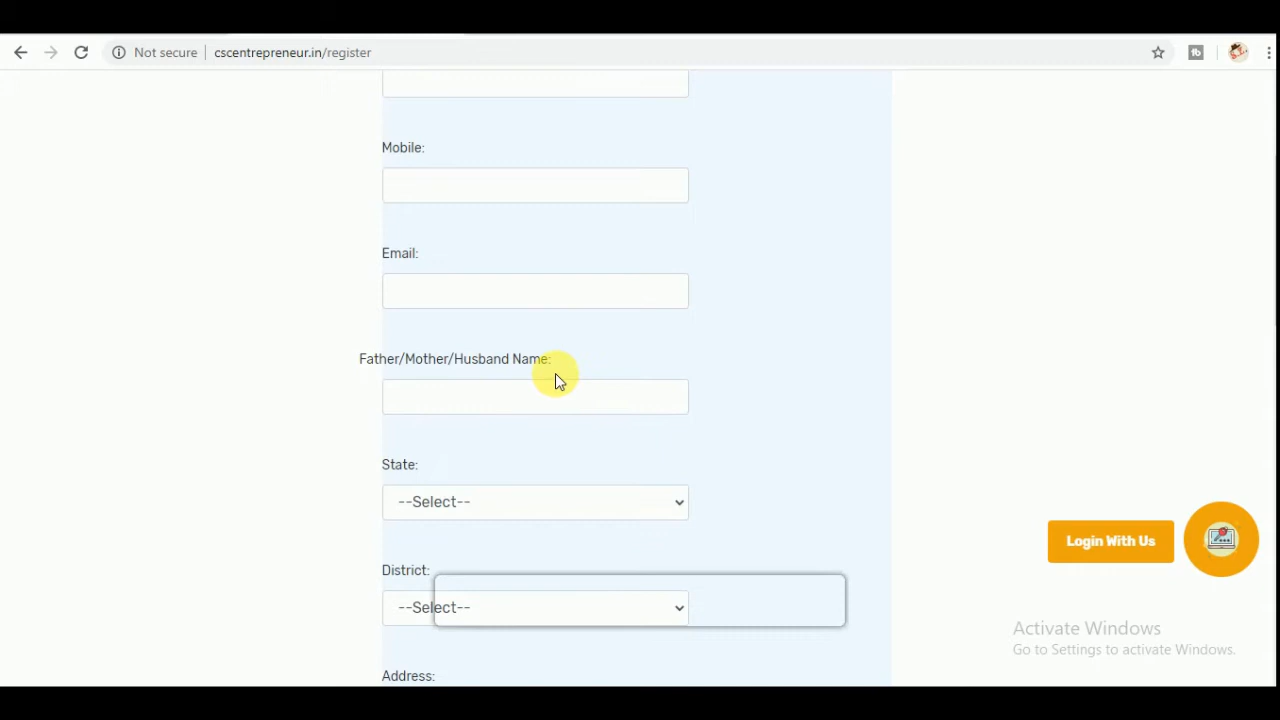 Not secure
cscentrepreneur.in/register
Mobile:
Email:
Father/Mother/Husband Name:
State:
--Select--
District:
--Select--
Login With Us
Activate Windows
Go to Settings to activate Windows.
Address: